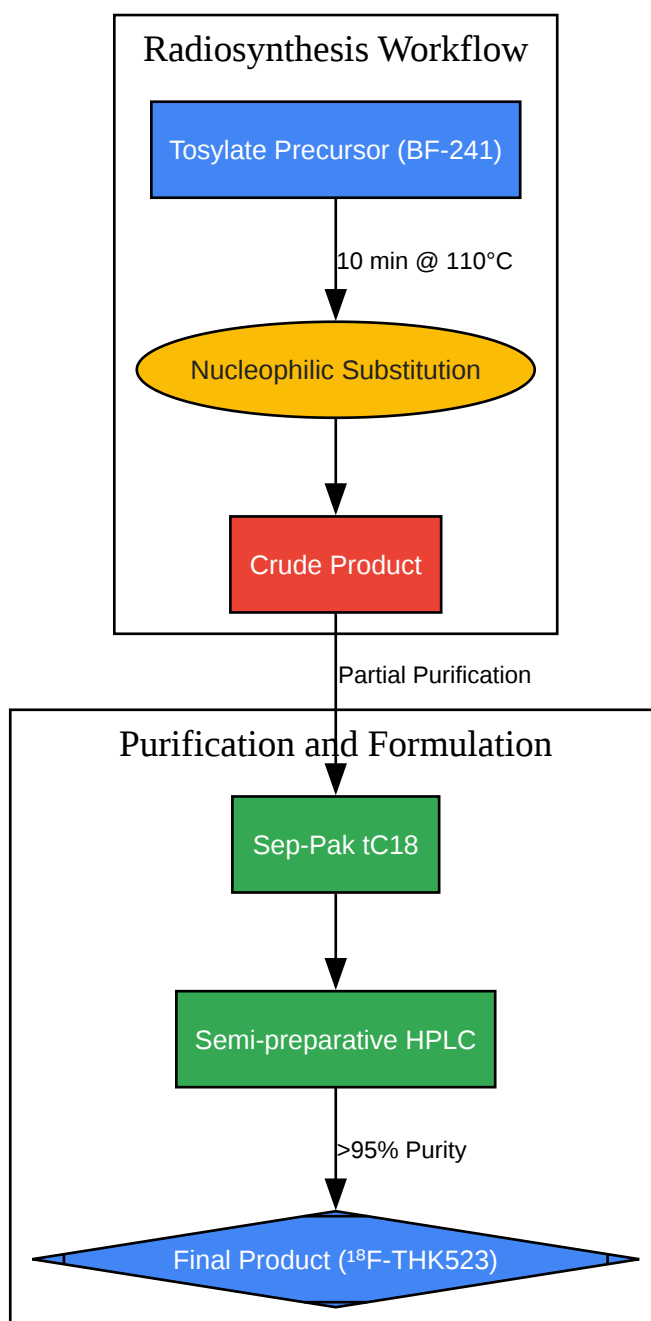 Radiosynthesis Workflow
Tosylate Precursor (BF-241)
10 min @ 110°C
Nucleophilic Substitution
Crude Product
Partial Purification
Purification and Formulation
Sep-Pak tC18
Semi-preparative HPLC
>95% Purity
Final Product (¹⁸F-THK523)